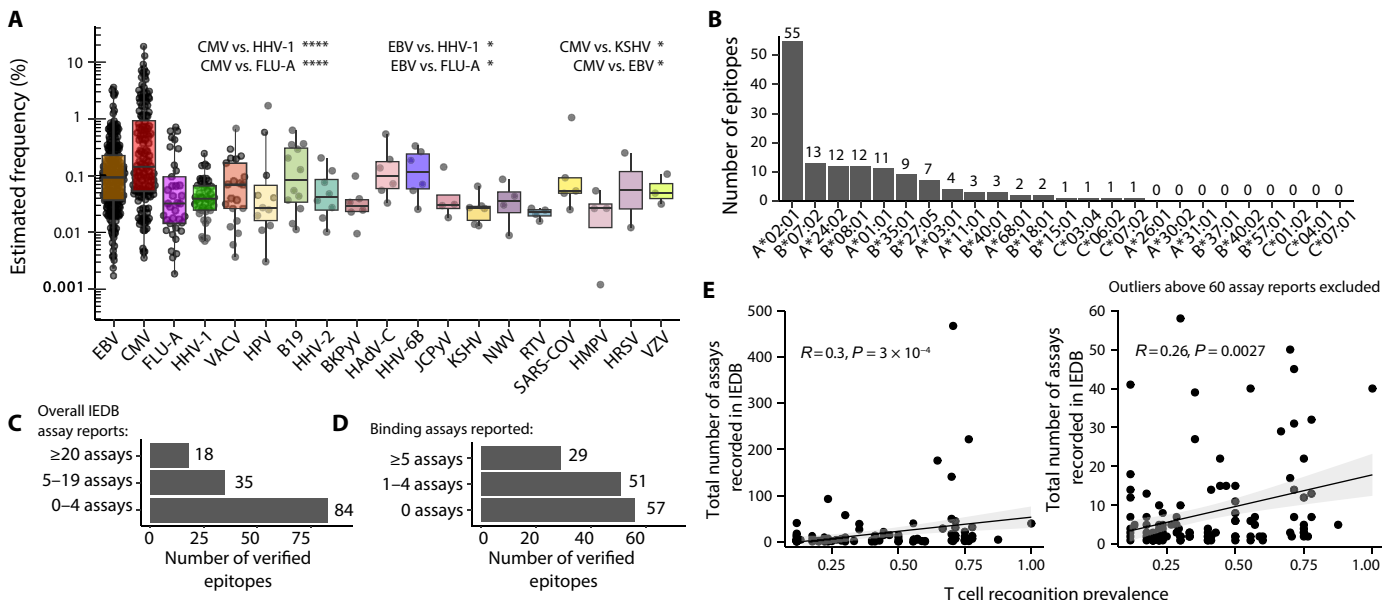 A
Estimated frequency (%)
10
1
0.1
0.01
0.001
CMV vs. HHV-1 ****
CMV vs. FLU-A ****
EBV vs. HHV-1 *
EBV vs. FLU-A *
CMV vs. KSHV *
CMV vs. EBV *
EBV
CMV
FLU-A
HHV-1
VACV
HPV
B19
HHV-2
BKPyV
HAdV-C
HHV-6B
JCPyV
KSHV
NWV
RTV
SARS-COV
HMPV
HRSV
VZV
B
Number of epitopes
50
40
30
20
10
0
55 13 12 12 11 9 7 4 3 3 2 2 1 1 1 1 0 0 0 0 0 0 0 0 0
A*02:01
B*07:02
A*24:02
B*08:01
A*01:01
B*35:01
B*27:05
A*03:01
A*11:01
B*40:01
A*68:01
B*18:01
B*15:01
C*03:04
C*06:02
C*07:02
A*26:01
A*30:02
A*31:01
B*37:01
B*40:02
B*57:01
C*01:02
C*04:01
C*07:01
C
Overall IEDB
assay reports:
≥20 assays 18
5–19 assays 35
0–4 assays 84
0 25 50 75
Number of verified
epitopes
D
Binding assays reported:
≥5 assays 29
1–4 assays 51
0 assays 57
0 20 40 60
Number of verified
epitopes
E
Total number of assays
recorded in IEDB
500
400
300
200
100
0
R=0.3, P = 3 × 10⁻⁴
0.25 0.50 0.75 1.00
Outliers above 60 assay reports excluded
Total number of assays
recorded in IEDB
60
50
40
30
20
10
0
R=0.26, P = 0.0027
0.25 0.50 0.75 1.00
T cell recognition prevalence